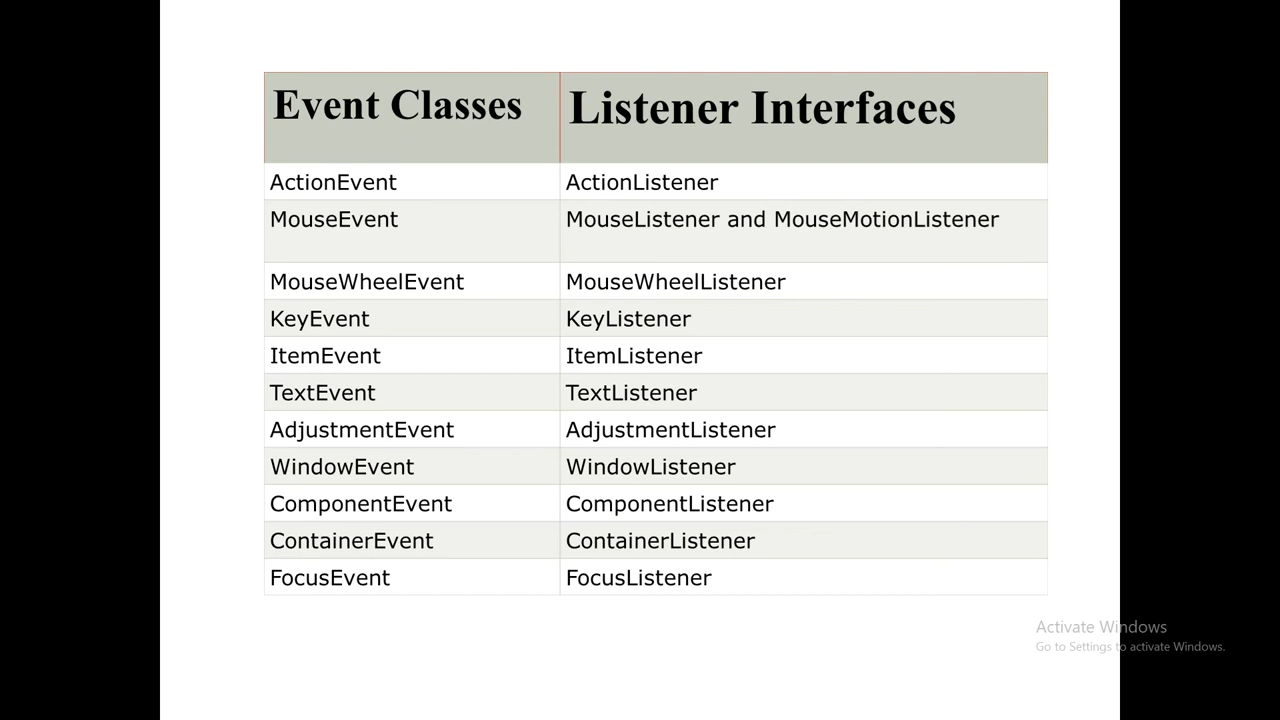 Event Classes Listener Interfaces
ActionEvent ActionListener
MouseEvent MouseListener and MouseMotionListener
MouseWheelEvent MouseWheelListener
KeyEvent KeyListener
ItemEvent ItemListener
TextEvent TextListener
AdjustmentEvent AdjustmentListener
WindowEvent WindowListener
ComponentEvent ComponentListener
ContainerEvent ContainerListener
FocusEvent FocusListener
Activate Windows
Go to Settings to activate Windows.